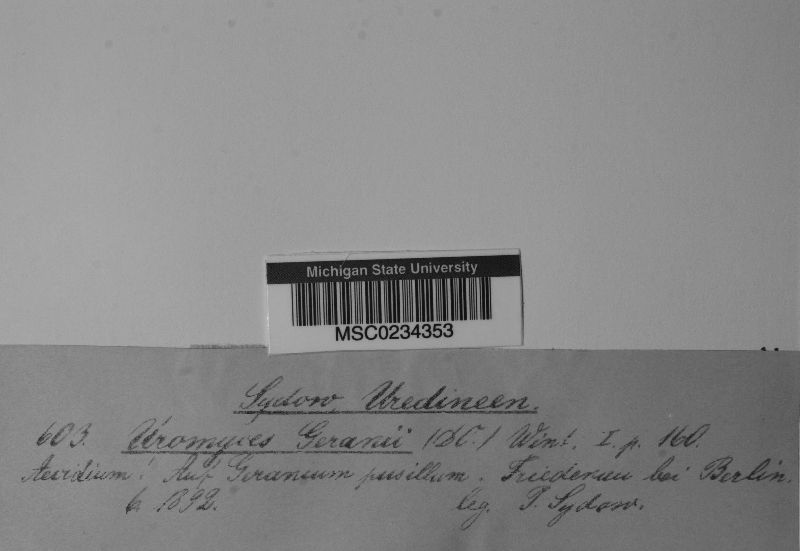 Michigan State University
MSC0234353
Sydow, Uredineen.
603. Uromyces Geranii (DC.) Wint. I. p. 160.
Aecidium! Auf Geranium pusillum. Friedenau bei Berlin.
6. 1892. leg. P. Sydow.